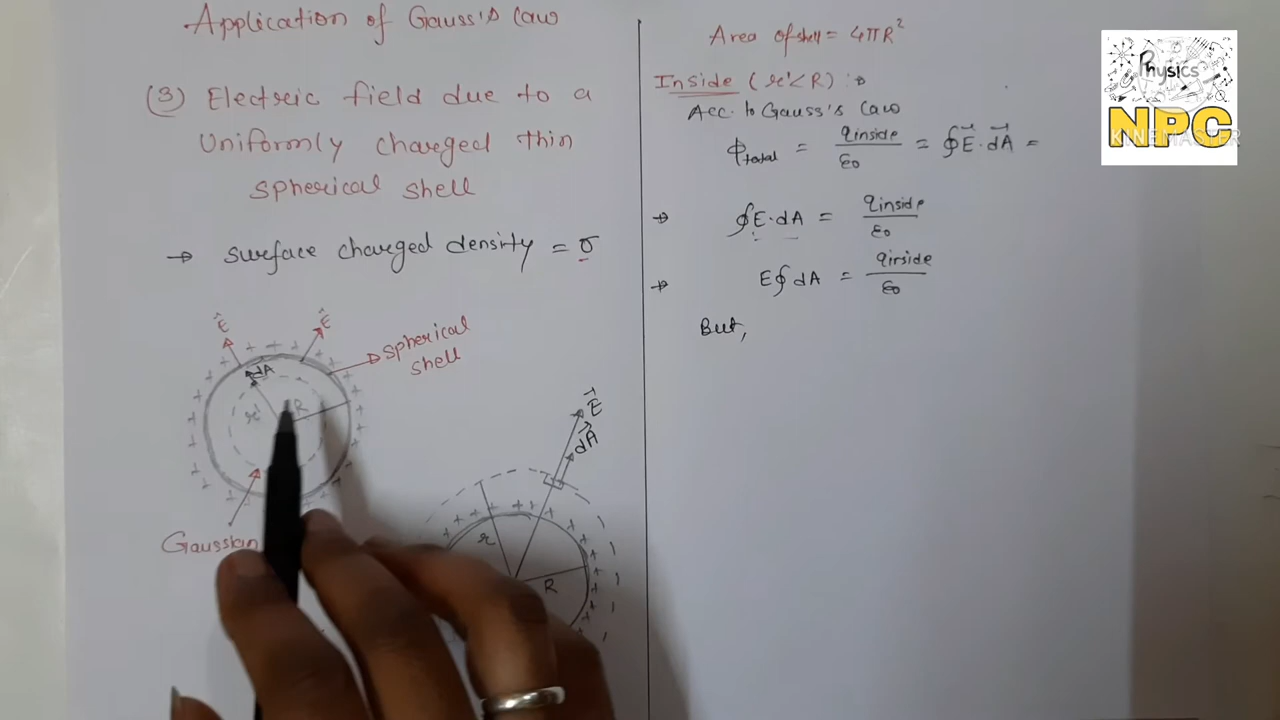 Application of Gauss's Law
(3) Electric field due to a
Uniformly charged thin
spherical shell
→ surface charged density = σ
E⃗
E⃗
spherical
shell
dA
r'
R
Gaussian
E⃗
dA⃗
r
R
Area of shell = 4πR²
Inside (r'<R) :→
Acc. to Gauss's Law
ϕtotal = qinside/ε₀ = ∮E⃗.dA⃗ =
⇒ ∮E.dA = qinside/ε₀
⇒ E∮dA = qinside/ε₀
But,
Physics
NPC
KINEMASTER